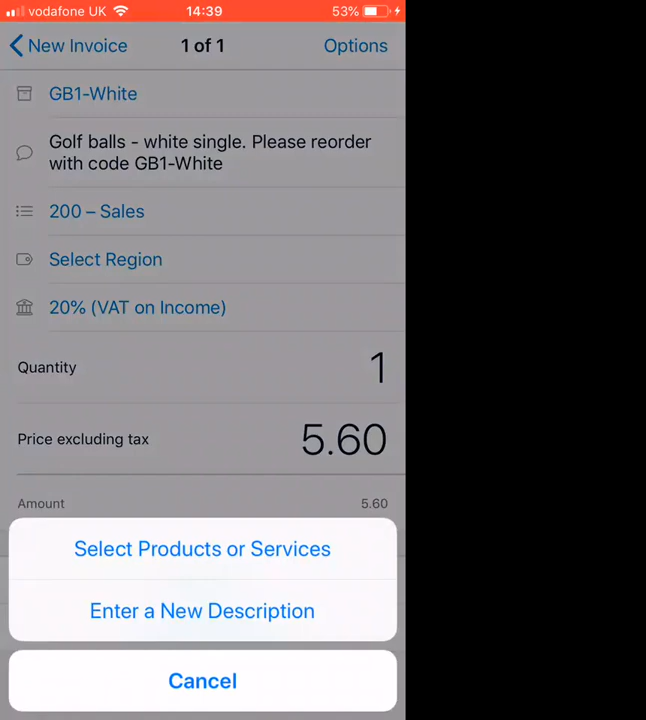 vodafone UK 14:39 53%
New Invoice 1 of 1 Options
GB1-White
Golf balls - white single. Please reorder
with code GB1-White
200 – Sales
Select Region
20% (VAT on Income)
Quantity 1
Price excluding tax 5.60
Amount 5.60
Select Products or Services
Enter a New Description
Cancel